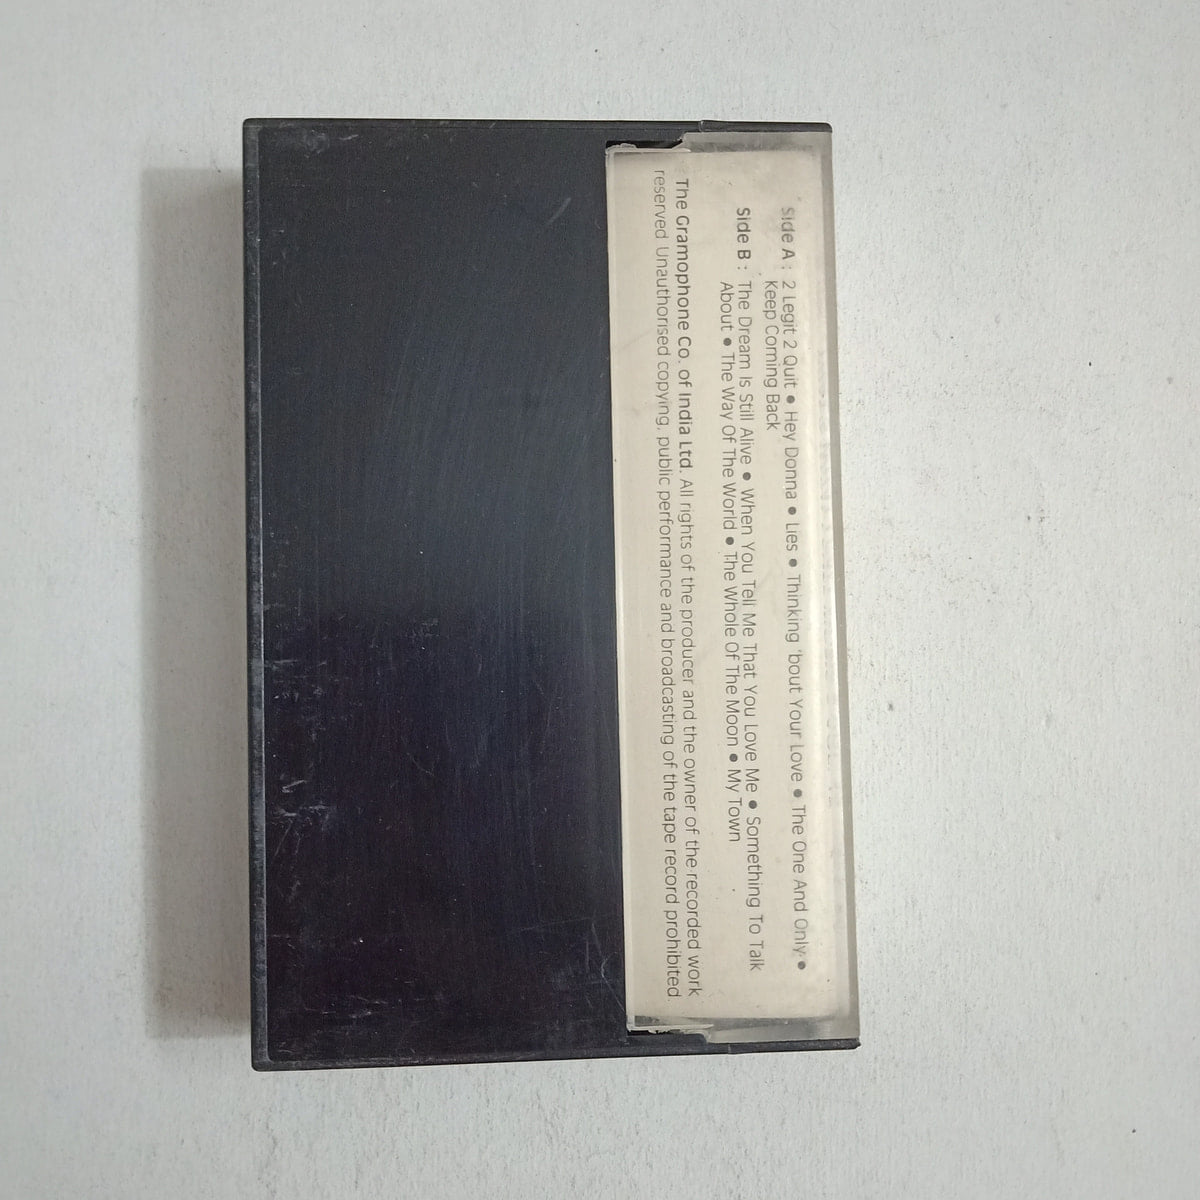 Side A : 2 Legit 2 Quit ● Hey Donna ● Lies ● Thinking 'bout Your Love ● The One And Only ●
Keep Coming Back
Side B : The Dream Is Still Alive ● When You Tell Me That You Love Me ● Something To Talk
About ● The Way Of The World ● The Whole Of The Moon ● My Town
The Gramophone Co. of India Ltd. All rights of the producer and the owner of the recorded work
reserved Unauthorised copying, public performance and broadcasting of the tape record prohibited